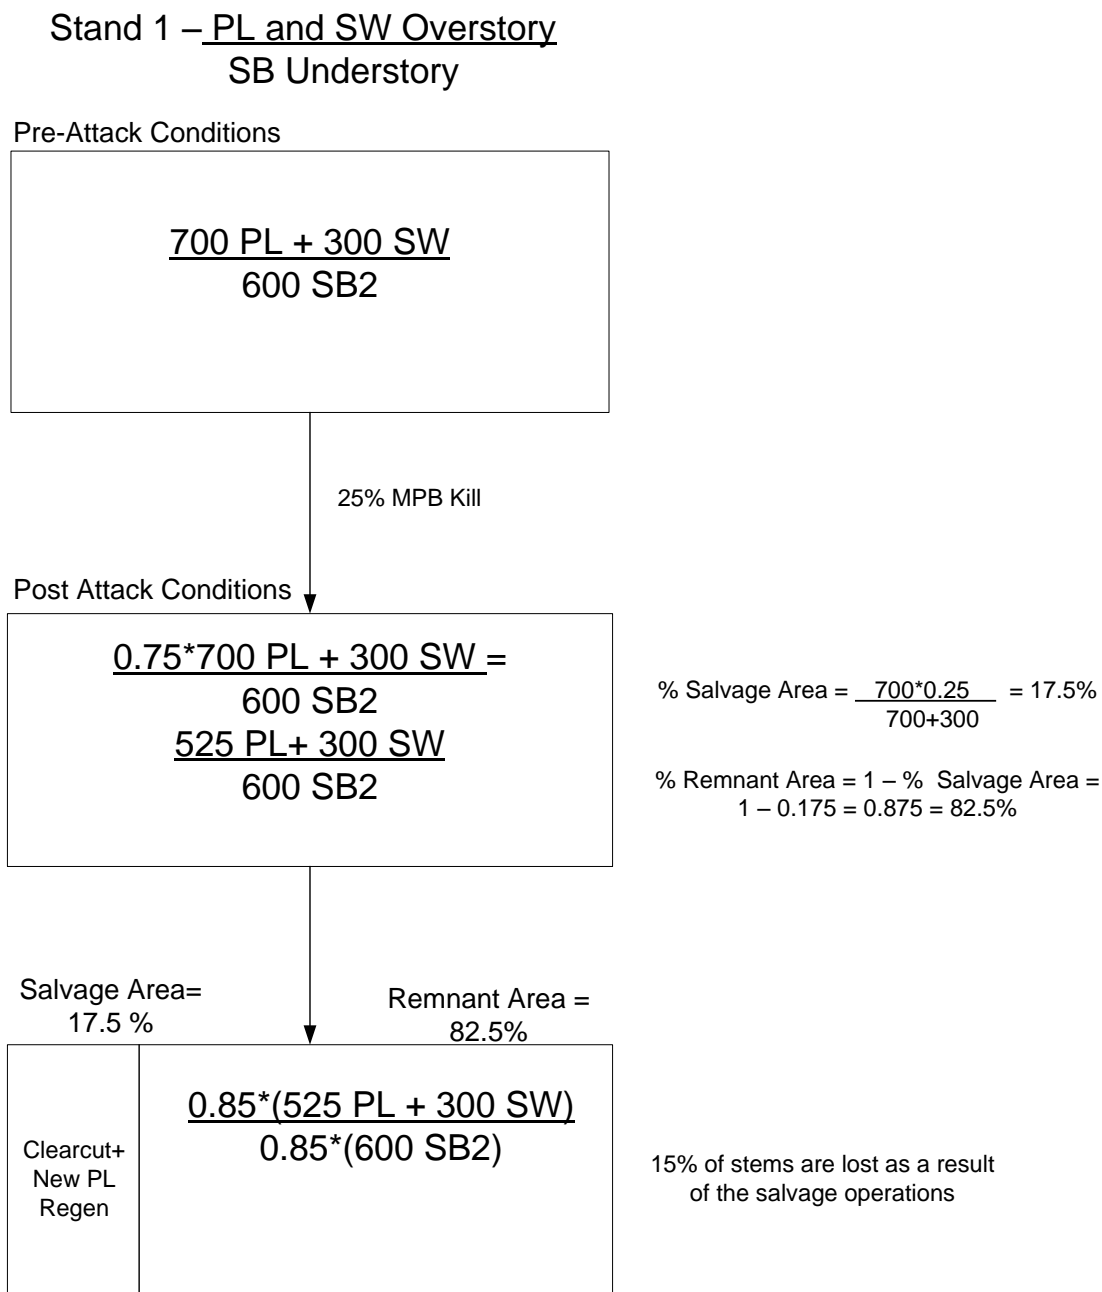 Stand 1 – PL and SW Overstory
SB Understory
Pre-Attack Conditions
700 PL + 300 SW
600 SB2
25% MPB Kill
Post Attack Conditions
0.75*700 PL + 300 SW =
600 SB2
525 PL+ 300 SW
600 SB2
% Salvage Area = 700*0.25 = 17.5%
700+300
% Remnant Area = 1 – % Salvage Area =
1 – 0.175 = 0.875 = 82.5%
Salvage Area=
17.5 %
Remnant Area =
82.5%
Clearcut+
New PL
Regen
0.85*(525 PL + 300 SW)
0.85*(600 SB2)
15% of stems are lost as a result
of the salvage operations